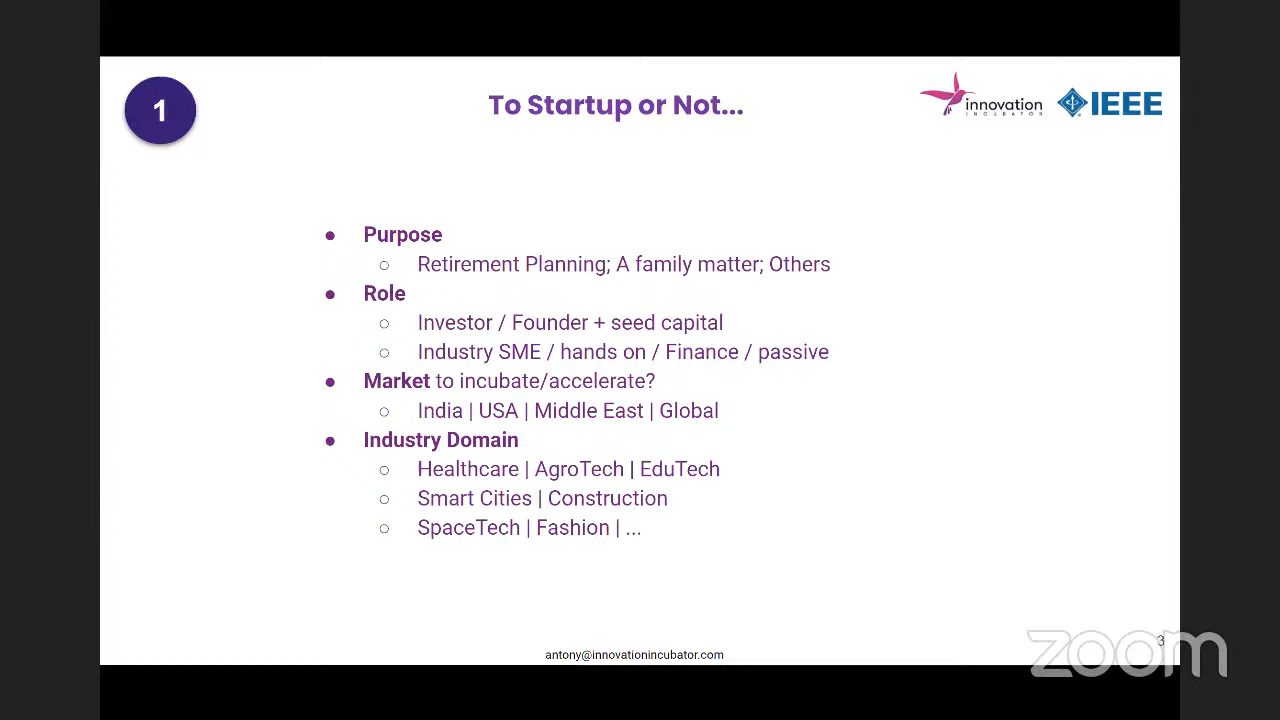 1
To Startup or Not...
innovation
INCUBATOR
IEEE
● Purpose
○ Retirement Planning; A family matter; Others
● Role
○ Investor / Founder + seed capital
○ Industry SME / hands on / Finance / passive
● Market to incubate/accelerate?
○ India | USA | Middle East | Global
● Industry Domain
○ Healthcare | AgroTech | EduTech
○ Smart Cities | Construction
○ SpaceTech | Fashion | ...
3
zoom
antony@innovationincubator.com